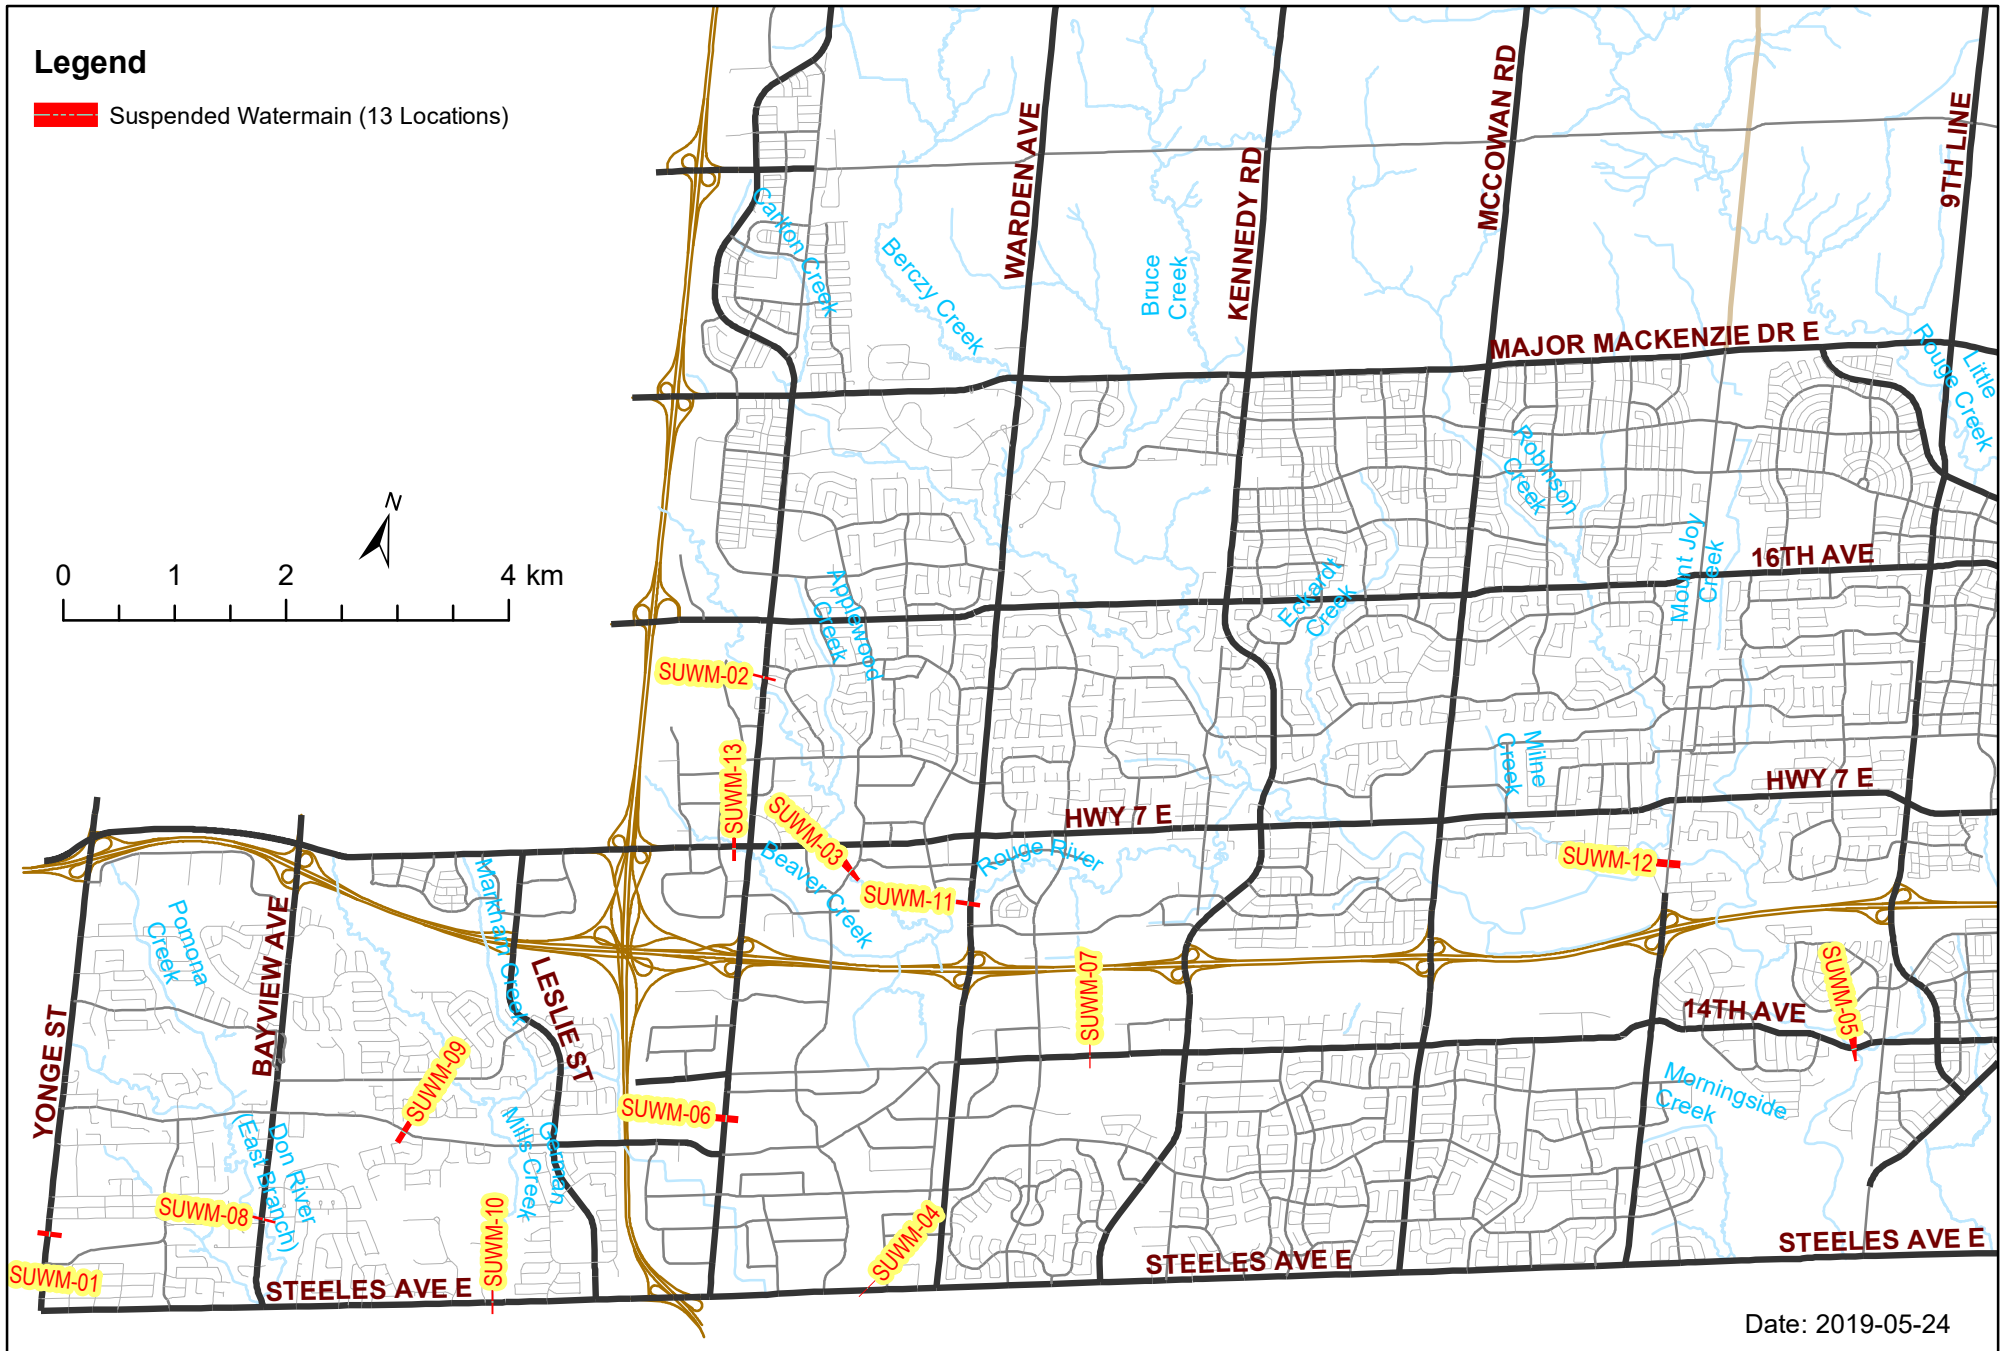 Legend
Suspended Watermain (13 Locations)
N
0 1 2 4 km
WARDEN AVE
KENNEDY RD
MCCOWAN RD
9TH LINE
Carlton Creek
Berczy Creek
Bruce
Creek
MAJOR MACKENZIE DR E
Little
Rouge Creek
Robinson
Creek
Mount Joy
Creek
16TH AVE
Eckardt
Creek
Applewood
Creek
SUWM-02
SUWM-13
SUWM-03
SUWM-11
Beaver Creek
Rouge River
HWY 7 E
Milne
Creek
HWY 7 E
SUWM-12
Pomona
Creek
BAYVIEW AVE
Markham Creek
LESLIE ST
YONGE ST
SUWM-07
14TH AVE
SUWM-05
SUWM-09
SUWM-06
Morningside
Creek
German
Mills Creek
Don River
(East Branch)
SUWM-08
SUWM-10
SUWM-04
SUWM-01
STEELES AVE E
STEELES AVE E
STEELES AVE E
Date: 2019-05-24